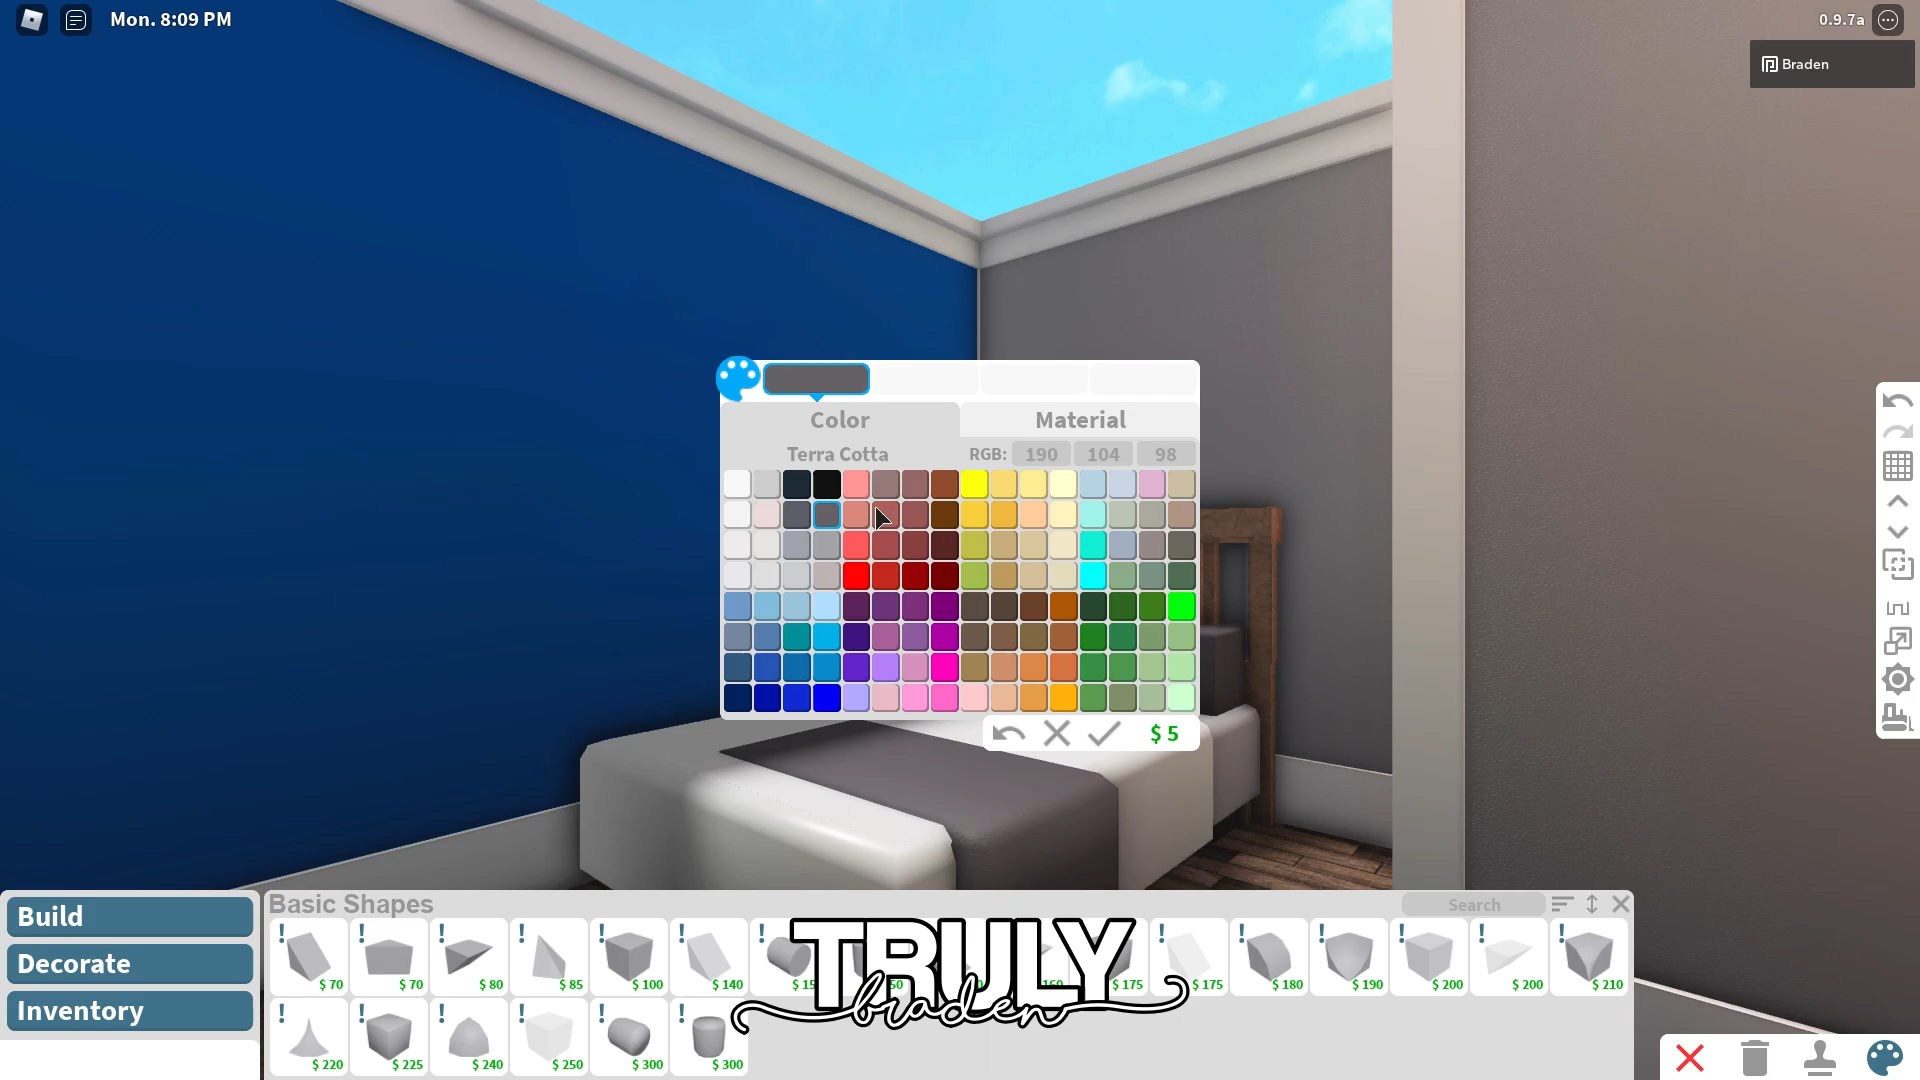 Mon. 8:09 PM
0.9.7a
Braden
Color
Material
Terra Cotta
RGB: 190 104 98
$ 5
Build
Decorate
Inventory
Basic Shapes
Search
$ 70
$ 70
$ 80
$ 85
$ 100
$ 140
$ 175
$ 175
$ 180
$ 190
$ 200
$ 200
$ 210
$ 220
$ 225
$ 240
$ 250
$ 300
$ 300
TRULY
braden